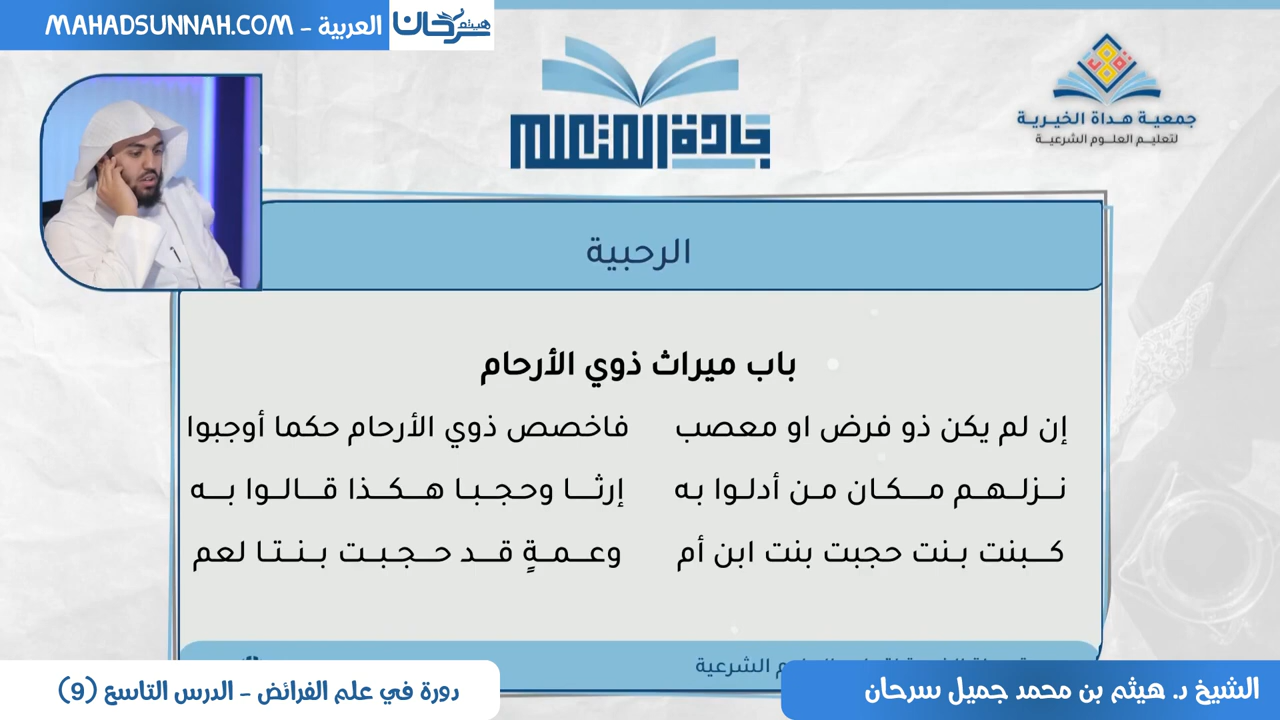 العربية - MAHADSUNNAH.COM
هيثم سرحان
جادة المتعلم
جمعية هداة الخيرية
لتعليم العلوم الشرعية
الرحبية
باب ميراث ذوي الأرحام
إن لم يكن ذو فرض او معصب فاخصص ذوي الأرحام حكما أوجبوا
نزلهم مكان من أدلوا به إرثا وحجبا هكذا قالوا به
كبنت بنت حجبت بنت ابن أم وعمةٍ قد حجبت بنتا لعم
الشرعية
الشيخ د. هيثم بن محمد جميل سرحان
دورة في علم الفرائض - الدرس التاسع (9)